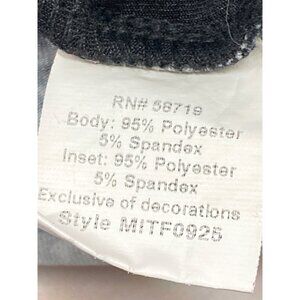 RN# 58719
Body: 95% Polyester
5% Spandex
Inset: 95% Polyester
5% Spandex
Exclusive of decorations
Style MITF0925